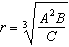 r = ∛(A²B / C)